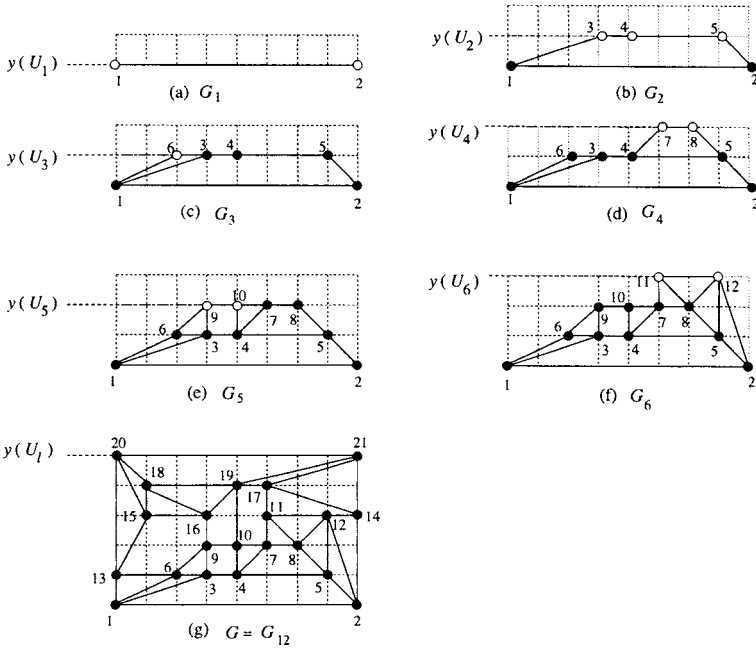 y(U₁)
1
2
(a) G₁
y(U₂)
3 4 5
1
2
(b) G₂
y(U₃)
6 3 4 5
1
2
(c) G₃
y(U₄)
7 8
6 3 4 5
1
2
(d) G₄
y(U₅)
10
9 7 8
6 3 4 5
1
2
(e) G₅
y(U₆)
11 12
10
9 7 8
6 3 4 5
1
2
(f) G₆
20 21
y(U_l)
18 19 17
15 16 11 12 14
10
9 7 8
13 6 3 4 5
1
2
(g) G = G₁₂